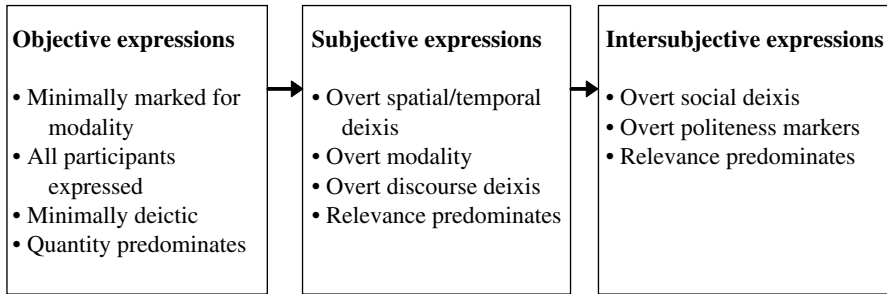 Objective expressions
• Minimally marked for
modality
• All participants
expressed
• Minimally deictic
• Quantity predominates
Subjective expressions
• Overt spatial/temporal
deixis
• Overt modality
• Overt discourse deixis
• Relevance predominates
Intersubjective expressions
• Overt social deixis
• Overt politeness markers
• Relevance predominates